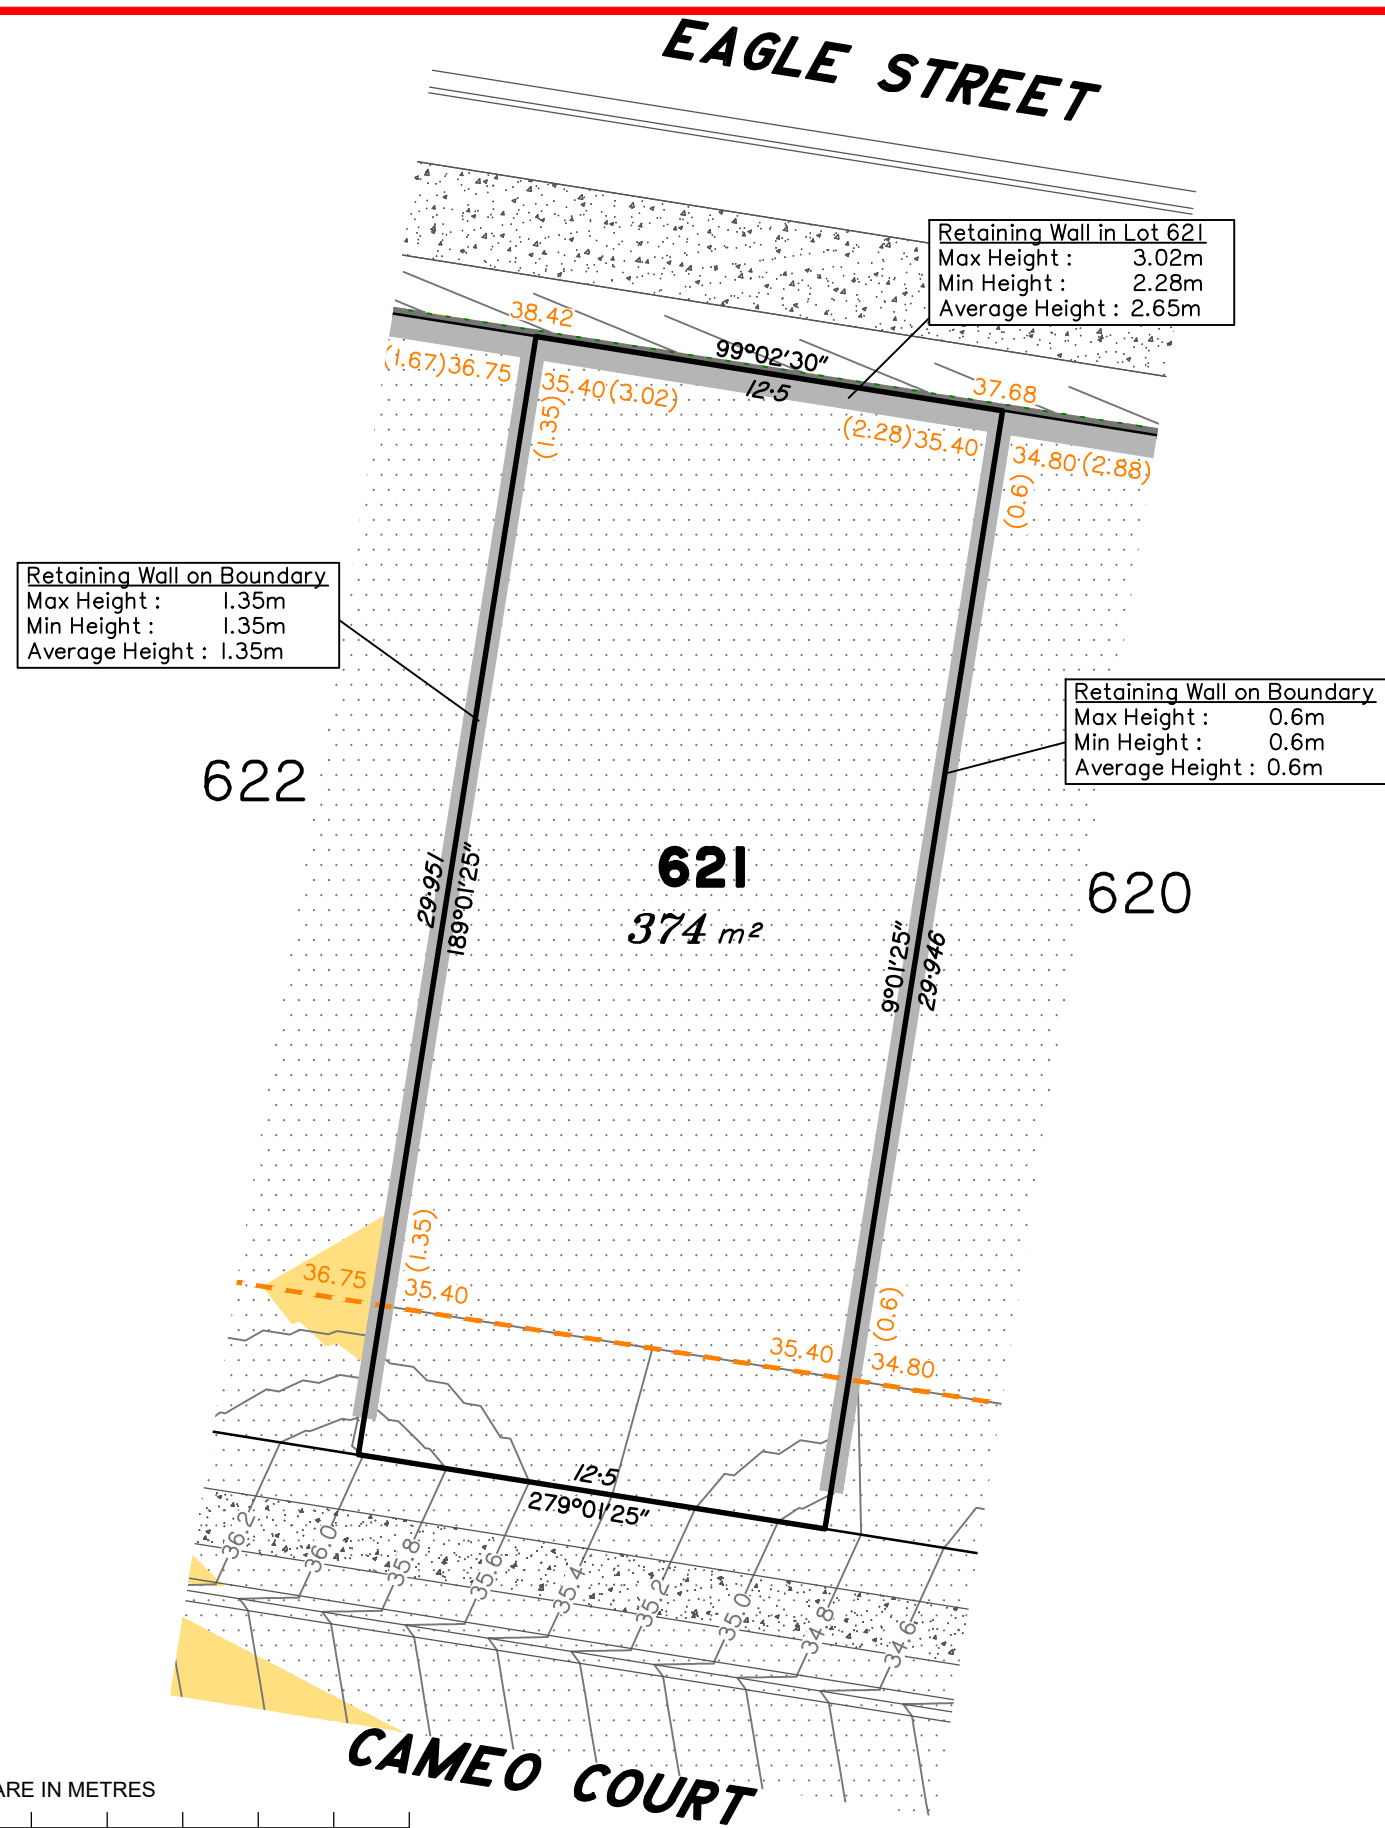 EAGLE STREET
Retaining Wall in Lot 621
Max Height : 3.02m
Min Height : 2.28m
Average Height : 2.65m
38.42
99°02'30"
12·5
37.68
(1.67)36.75
35.40(3.02)
(1.35)
(2.28)35.40
34.80(2.88)
(0.6)
Retaining Wall on Boundary
Max Height : 1.35m
Min Height : 1.35m
Average Height : 1.35m
Retaining Wall on Boundary
Max Height : 0.6m
Min Height : 0.6m
Average Height : 0.6m
622
621
374 m²
620
29·951
189°01'25"
9°01'25"
29·946
(1.35)
36.75
35.40
(0.6)
35.40
34.80
12·5
279°01'25"
36.2
36.0
35.8
35.6
35.4
35.2
35.0
34.8
34.6
CAMEO COURT
ARE IN METRES